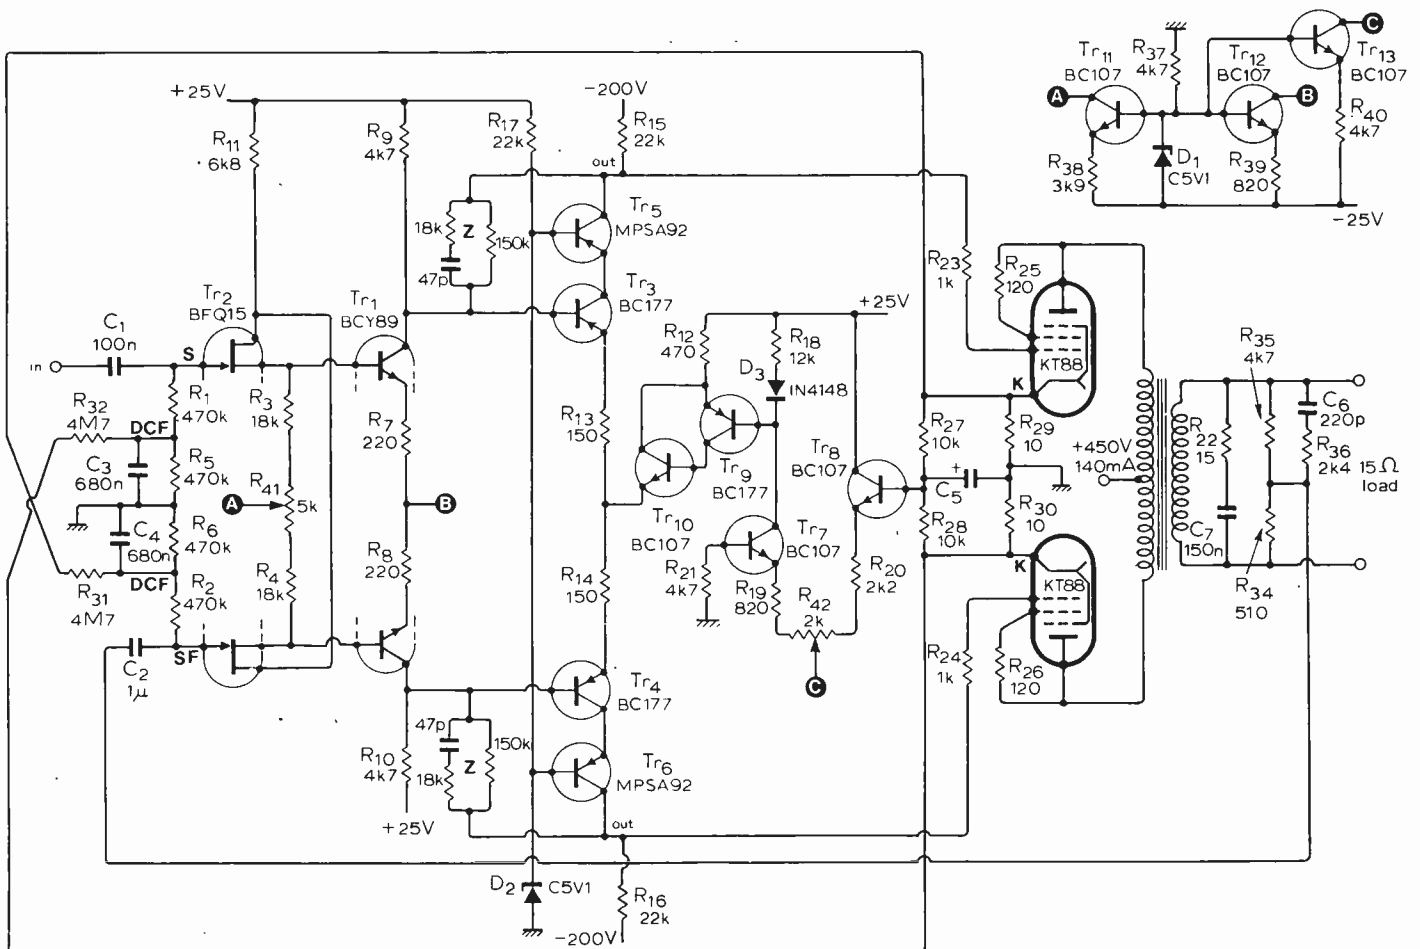 +25V
R11
6k8
R9
4k7
R17
22k
-200V
R15
22k
out
18k
Z
150k
47p
Tr5
MPSA92
Tr3
BC177
Tr2
BFQ15
Tr1
BCY89
C1
100n
in
S
R1
470k
R3
18k
R32
4M7
DCF
C3
680n
R5
470k
R41
5k
A
B
R7
220
R8
220
C4
680n
R6
470k
R31
4M7
DCF
R2
470k
R4
18k
SF
C2
1µ
R10
4k7
+25V
47p
Z
150k
18k
R13
150
R14
150
Tr4
BC177
Tr6
MPSA92
out
D2
C5V1
R16
22k
-200V
R12
470
R18
12k
D3
IN4148
+25V
Tr9
BC177
Tr8
BC107
Tr10
BC107
Tr7
BC107
R21
4k7
R19
820
R42
2k
R20
2k2
C
R23
1k
R25
120
KT88
K
R27
10k
R29
10
+
C5
R28
10k
R30
10
K
KT88
R24
1k
R26
120
+450V
140mA
R22
15
C7
150n
R35
4k7
C6
220p
R36
2k4
15Ω
load
R34
510
Tr11
BC107
R37
4k7
Tr12
BC107
C
Tr13
BC107
A
B
R40
4k7
R38
3k9
D1
C5V1
R39
820
-25V